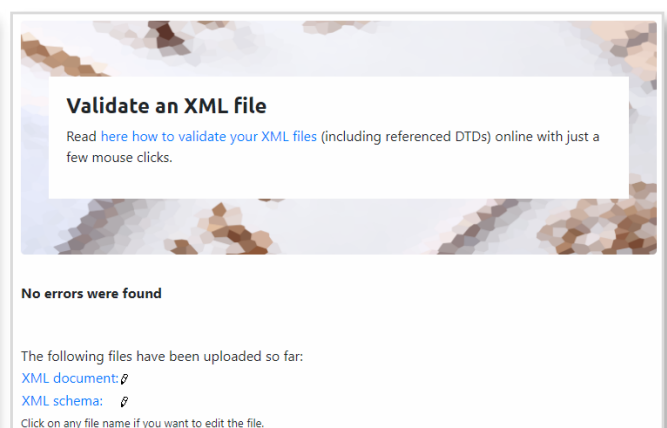 Validate an XML file
Read here how to validate your XML files (including referenced DTDs) online with just a
few mouse clicks.
No errors were found
The following files have been uploaded so far:
XML document:
XML schema:
Click on any file name if you want to edit the file.